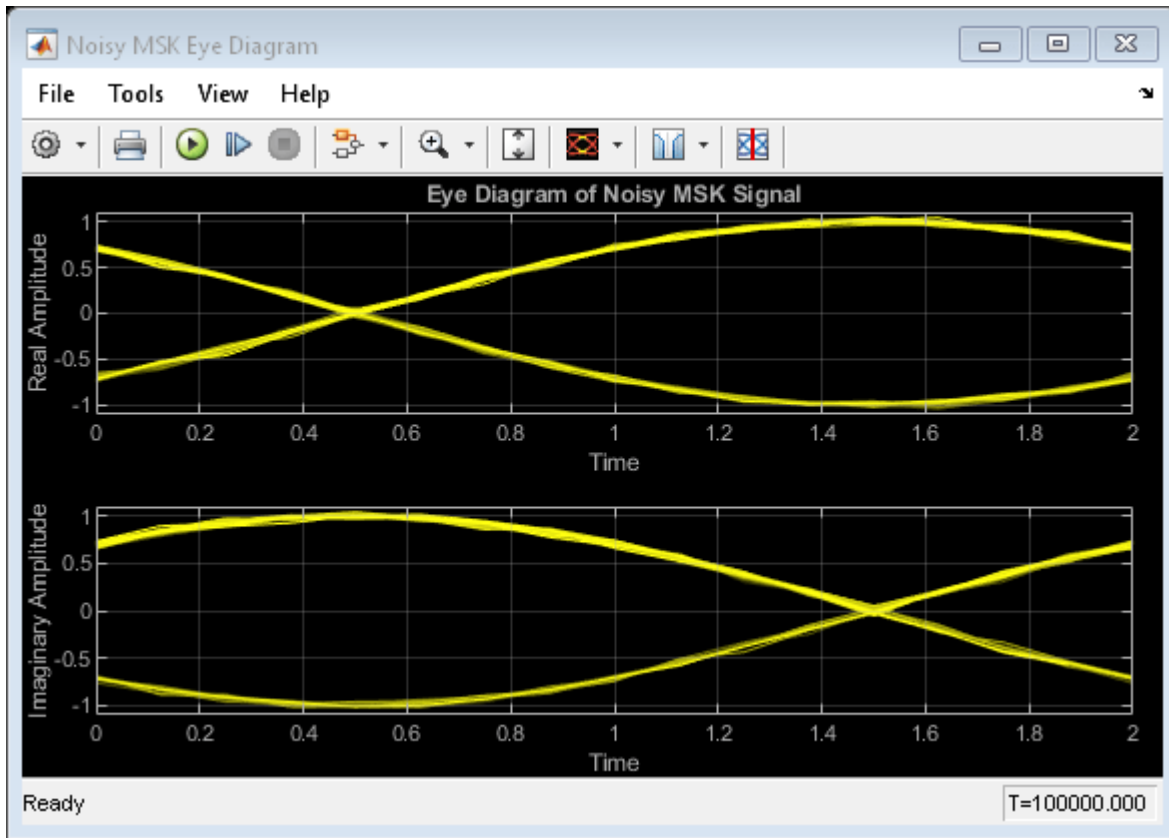 Noisy MSK Eye Diagram
File Tools View Help
Eye Diagram of Noisy MSK Signal
Real Amplitude
1
0.5
0
-0.5
-1
0 0.2 0.4 0.6 0.8 1 1.2 1.4 1.6 1.8 2
Time
Imaginary Amplitude
1
0.5
0
-0.5
-1
0 0.2 0.4 0.6 0.8 1 1.2 1.4 1.6 1.8 2
Time
Ready T=100000.000